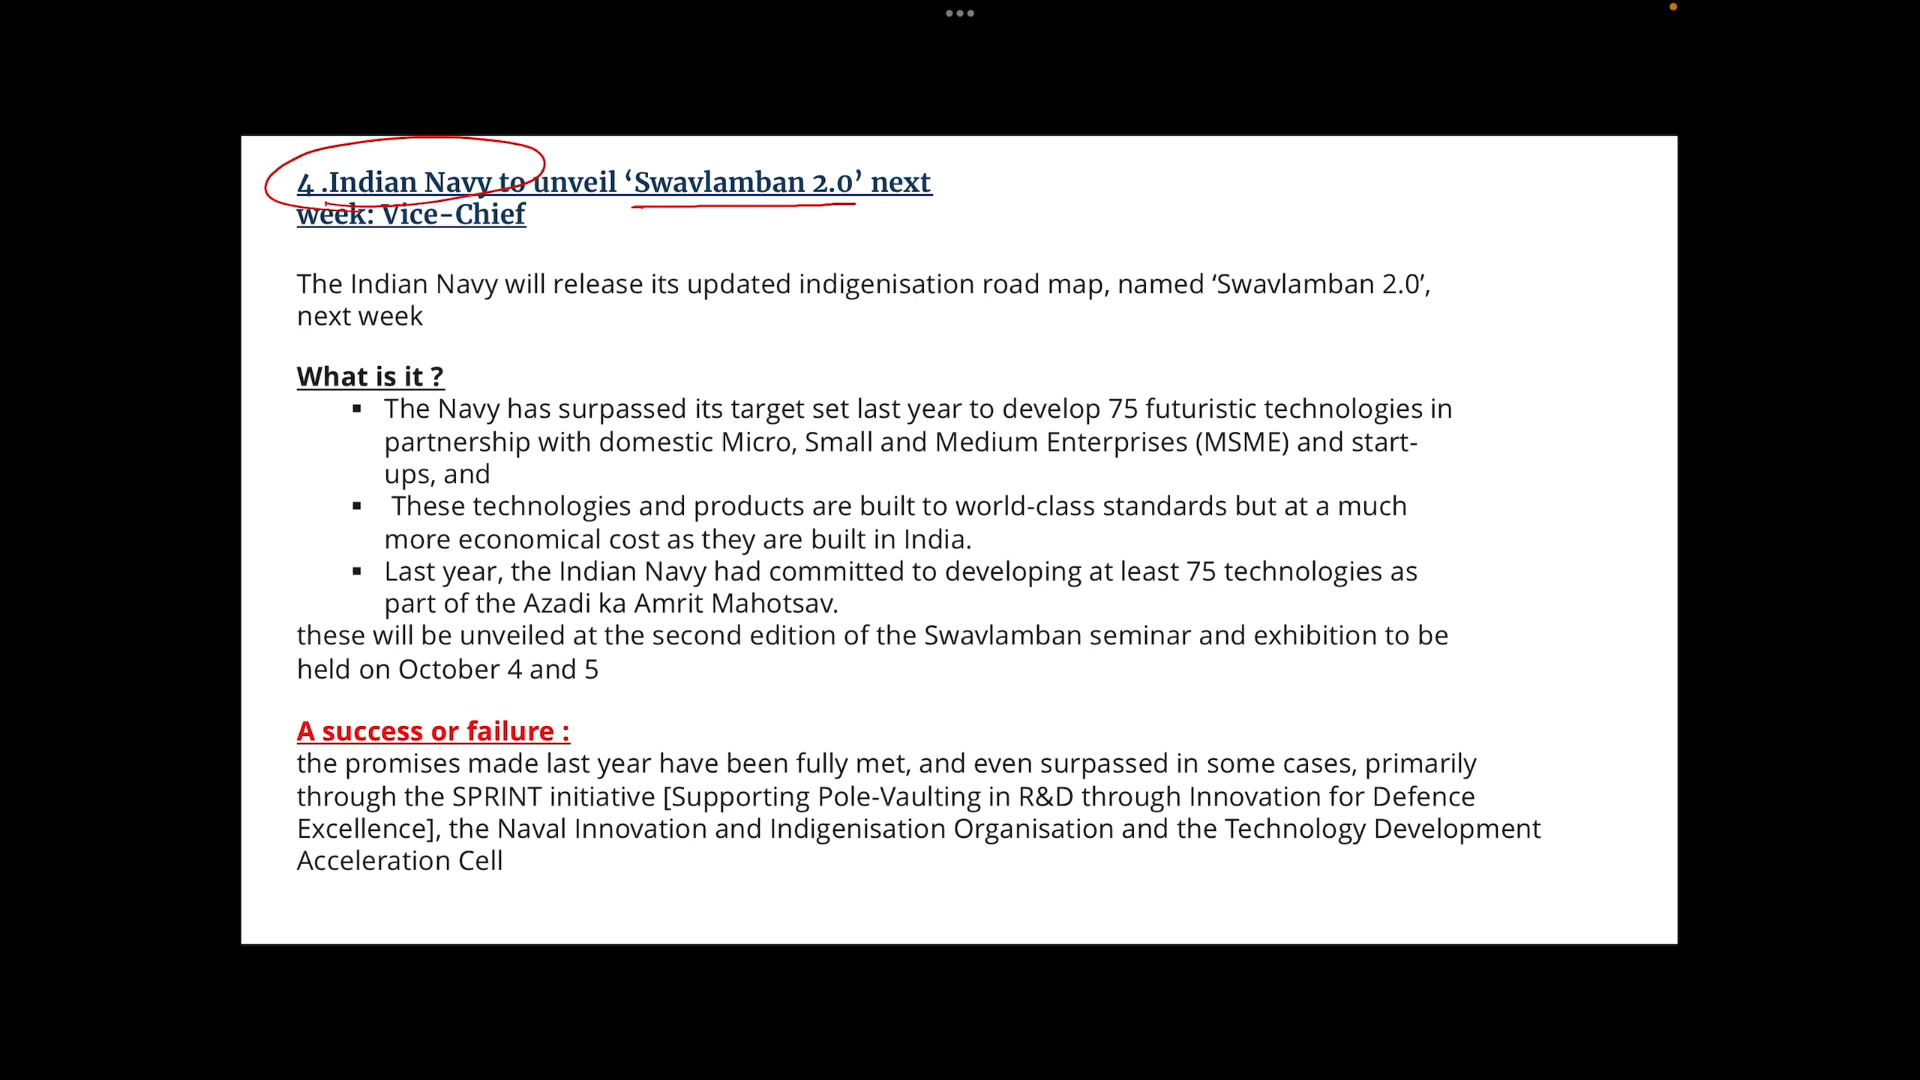 4 .Indian Navy to unveil ‘Swavlamban 2.0’ next
week: Vice-Chief
The Indian Navy will release its updated indigenisation road map, named ‘Swavlamban 2.0’,
next week
What is it ?
▪ The Navy has surpassed its target set last year to develop 75 futuristic technologies in
partnership with domestic Micro, Small and Medium Enterprises (MSME) and start-
ups, and
▪ These technologies and products are built to world-class standards but at a much
more economical cost as they are built in India.
▪ Last year, the Indian Navy had committed to developing at least 75 technologies as
part of the Azadi ka Amrit Mahotsav.
these will be unveiled at the second edition of the Swavlamban seminar and exhibition to be
held on October 4 and 5
A success or failure :
the promises made last year have been fully met, and even surpassed in some cases, primarily
through the SPRINT initiative [Supporting Pole-Vaulting in R&D through Innovation for Defence
Excellence], the Naval Innovation and Indigenisation Organisation and the Technology Development
Acceleration Cell